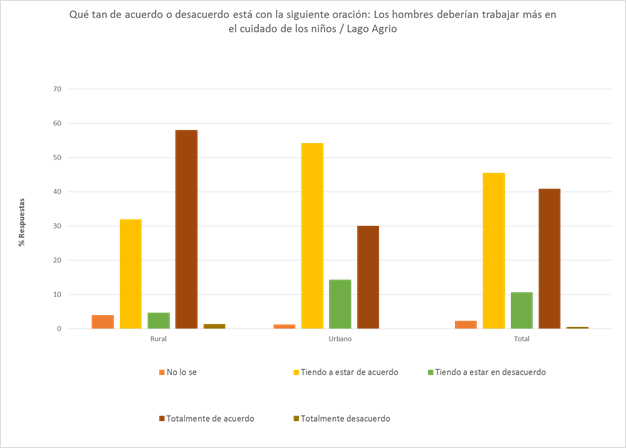 Qué tan de acuerdo o desacuerdo está con la siguiente oración: Los hombres deberían trabajar más en
el cuidado de los niños / Lago Agrio
70
60
50
40
30
20
10
0
% Respuestas
Rural
Urbano
Total
No lo se
Tiendo a estar de acuerdo
Tiendo a estar en desacuerdo
Totalmente de acuerdo
Totalmente desacuerdo